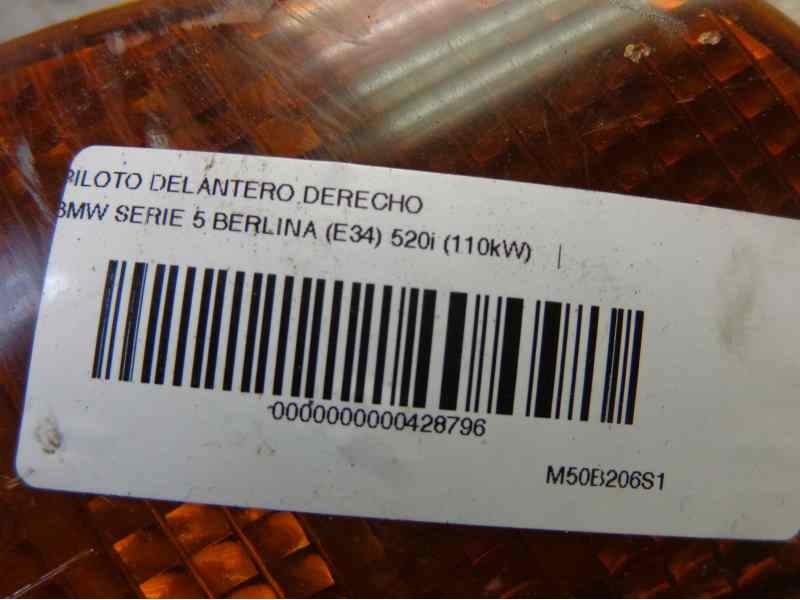 PILOTO DELANTERO DERECHO
BMW SERIE 5 BERLINA (E34) 520i (110kW) |
0000000000428796
M50B206S1